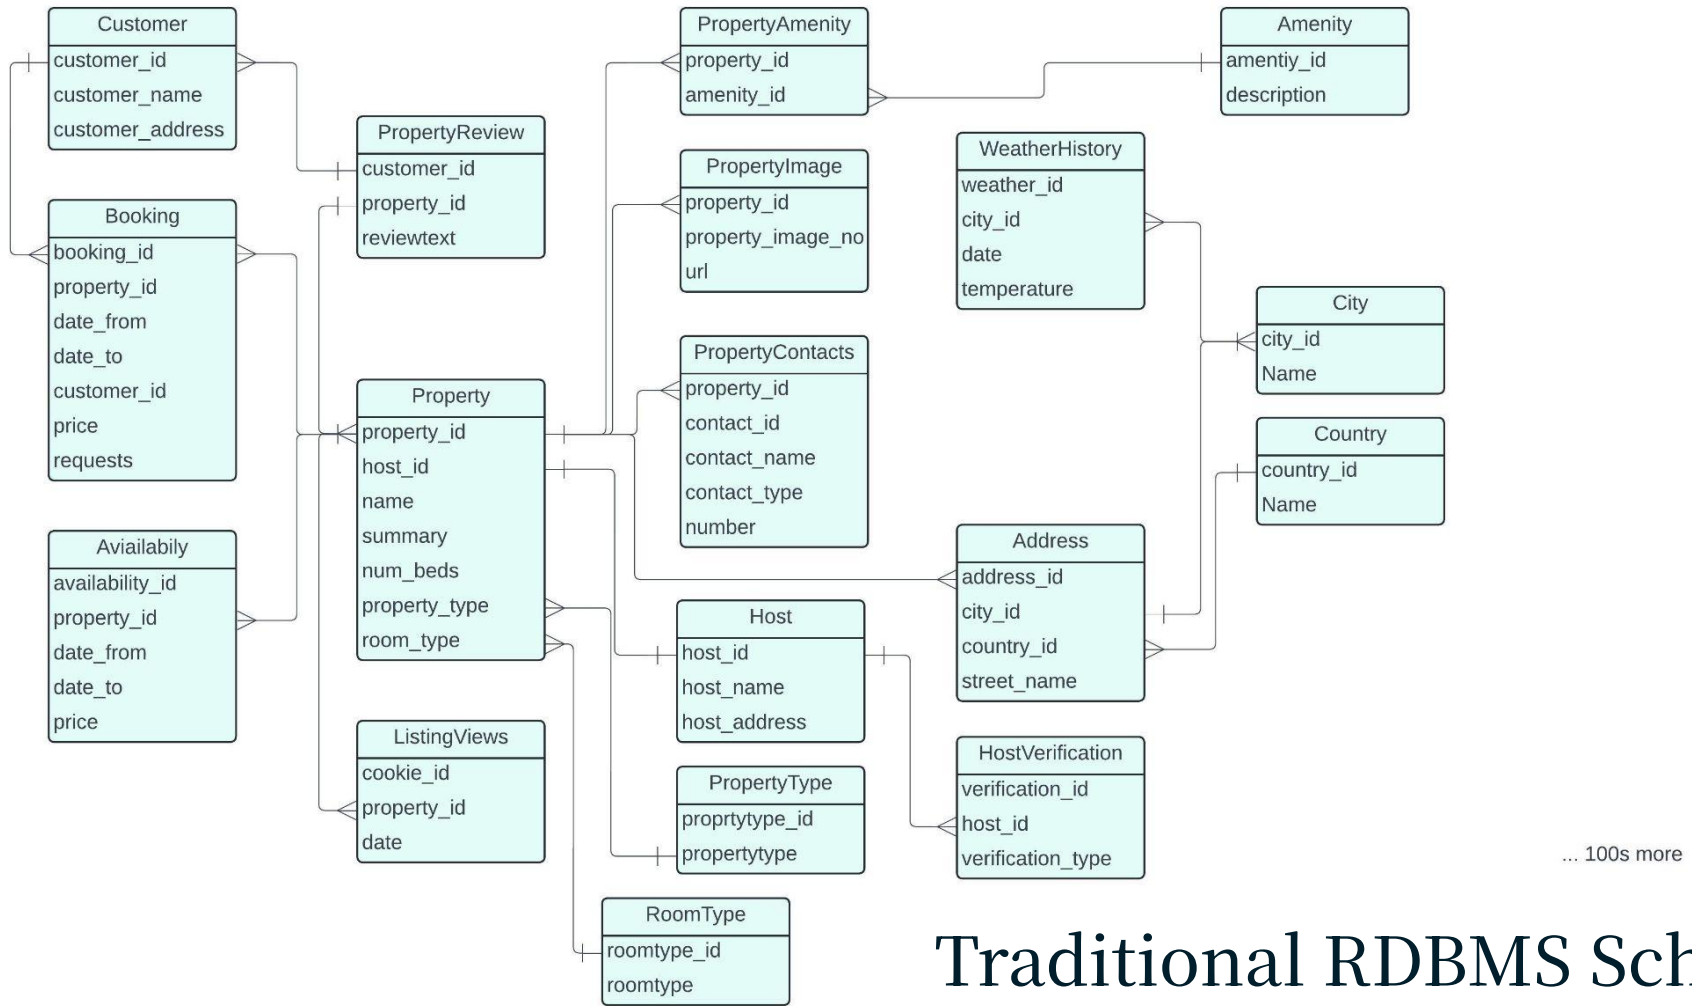 Customer
customer_id
customer_name
customer_address
Booking
booking_id
property_id
date_from
date_to
customer_id
price
requests
Aviailabily
availability_id
property_id
date_from
date_to
price
PropertyReview
customer_id
property_id
reviewtext
Property
property_id
host_id
name
summary
num_beds
property_type
room_type
ListingViews
cookie_id
property_id
date
RoomType
roomtype_id
roomtype
PropertyAmenity
property_id
amenity_id
PropertyImage
property_id
property_image_no
url
PropertyContacts
property_id
contact_id
contact_name
contact_type
number
Host
host_id
host_name
host_address
PropertyType
proprtytype_id
propertytype
Amenity
amentiy_id
description
WeatherHistory
weather_id
city_id
date
temperature
City
city_id
Name
Country
country_id
Name
Address
address_id
city_id
country_id
street_name
HostVerification
verification_id
host_id
verification_type
... 100s more
Traditional RDBMS Sch